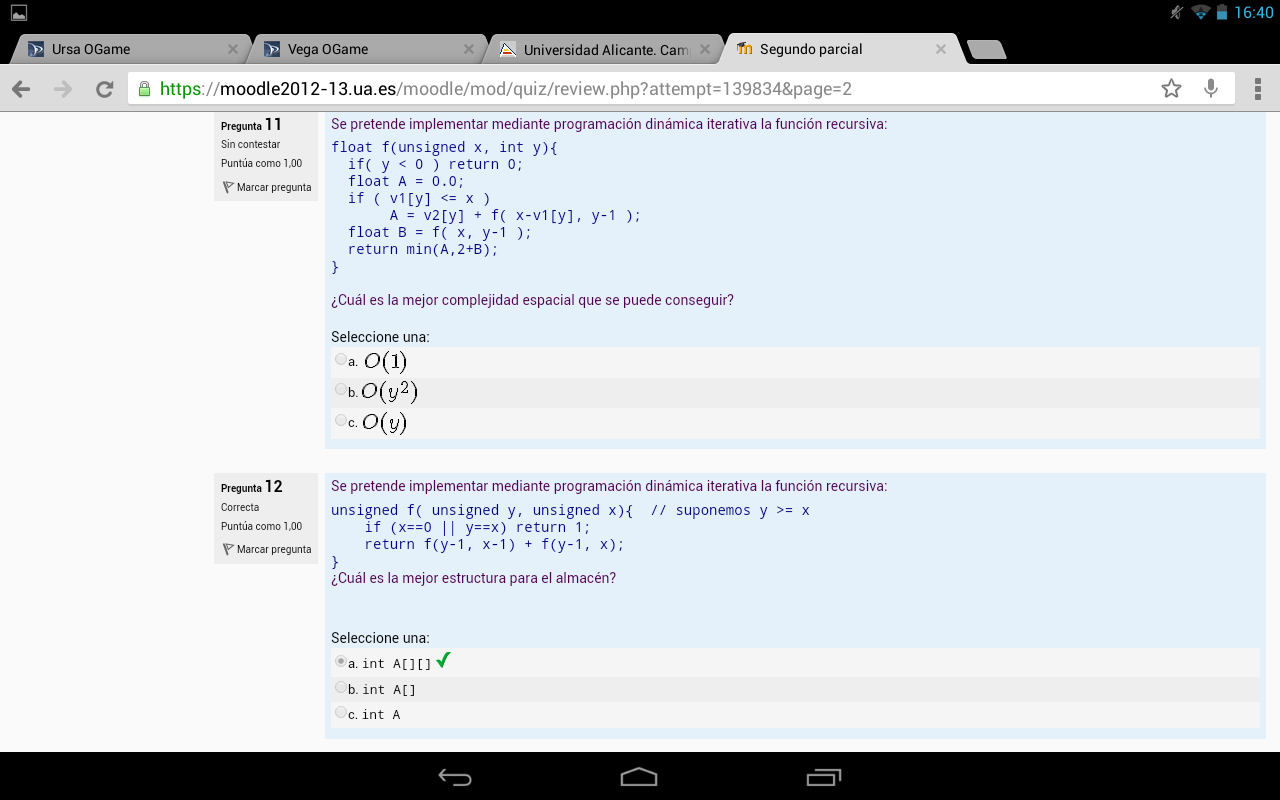 16:40
Ursa OGame
Vega OGame
Universidad Alicante. Cam
Segundo parcial
https://moodle2012-13.ua.es/moodle/mod/quiz/review.php?attempt=139834&page=2
Pregunta 11
Sin contestar
Puntúa como 1,00
Marcar pregunta
Se pretende implementar mediante programación dinámica iterativa la función recursiva:
float f(unsigned x, int y){
if( y < 0 ) return 0;
float A = 0.0;
if ( v1[y] <= x )
A = v2[y] + f( x-v1[y], y-1 );
float B = f( x, y-1 );
return min(A,2+B);
}
¿Cuál es la mejor complejidad espacial que se puede conseguir?
Seleccione una:
a. O(1)
b. O(y²)
c. O(y)
Pregunta 12
Correcta
Puntúa como 1,00
Marcar pregunta
Se pretende implementar mediante programación dinámica iterativa la función recursiva:
unsigned f( unsigned y, unsigned x){  // suponemos y >= x
if (x==0 || y==x) return 1;
return f(y-1, x-1) + f(y-1, x);
}
¿Cuál es la mejor estructura para el almacén?
Seleccione una:
a. int A[][]
b. int A[]
c. int A